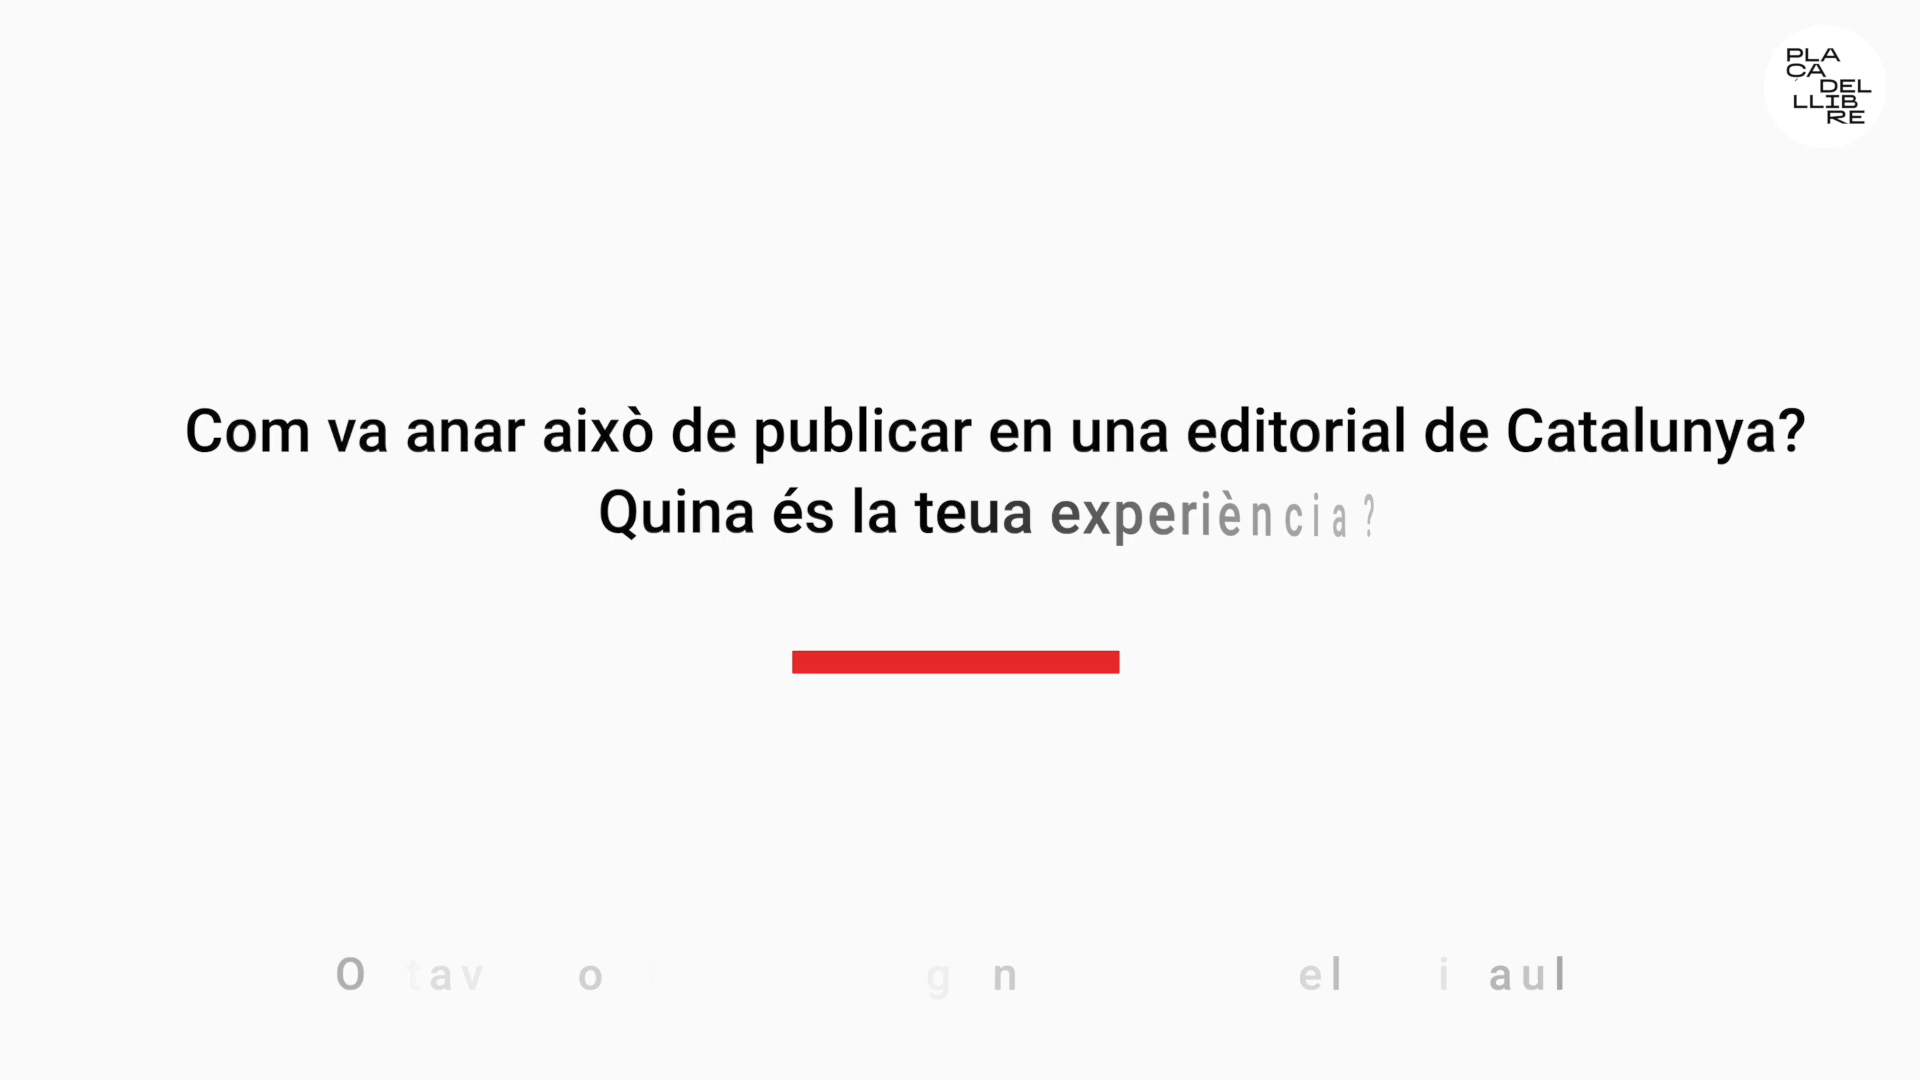 PLA
ÇA
DEL
LLIB
RE
Com va anar això de publicar en una editorial de Catalunya?
Quina és la teua experiència?